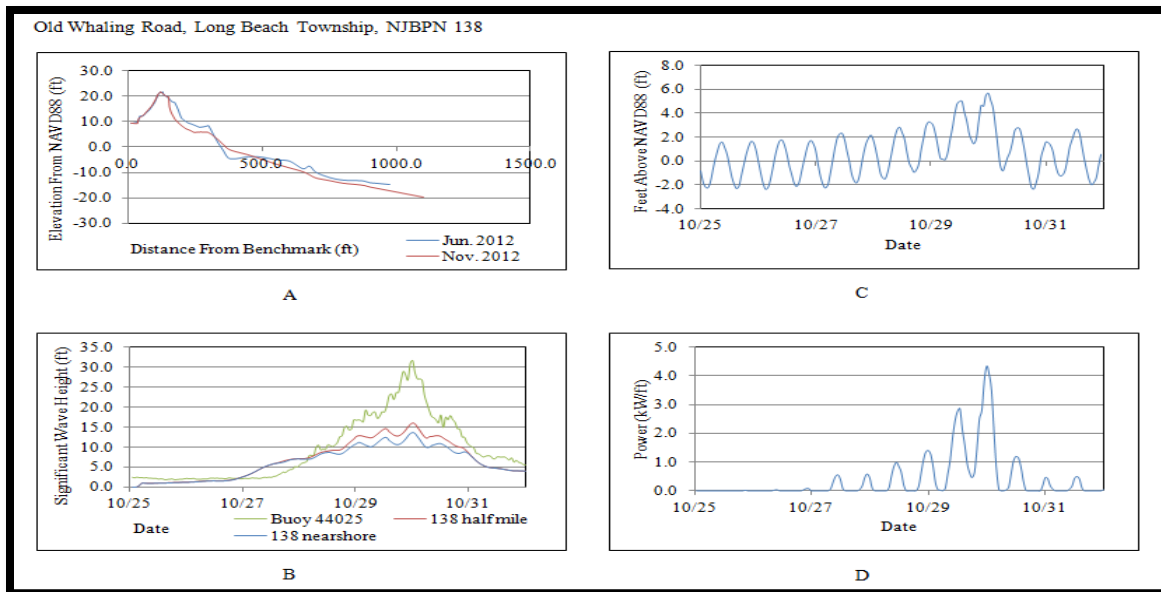 Old Whaling Road, Long Beach Township, NJBPN 138
Elevation From NAVD88 (ft)
30.0
20.0
10.0
0.0
-10.0
-20.0
-30.0
0.0
500.0
1000.0
1500.0
Distance From Benchmark (ft)
Jun. 2012
Nov. 2012
A
Feet Above NAVD88 (ft)
8.0
6.0
4.0
2.0
0.0
-2.0
-4.0
10/25
10/27
10/29
10/31
Date
C
Significant Wave Height (ft)
35.0
30.0
25.0
20.0
15.0
10.0
5.0
0.0
10/25
10/27
10/29
10/31
Date
Buoy 44025
138 half mile
138 nearshore
B
Power (kW/ft)
5.0
4.0
3.0
2.0
1.0
0.0
10/25
10/27
10/29
10/31
Date
D